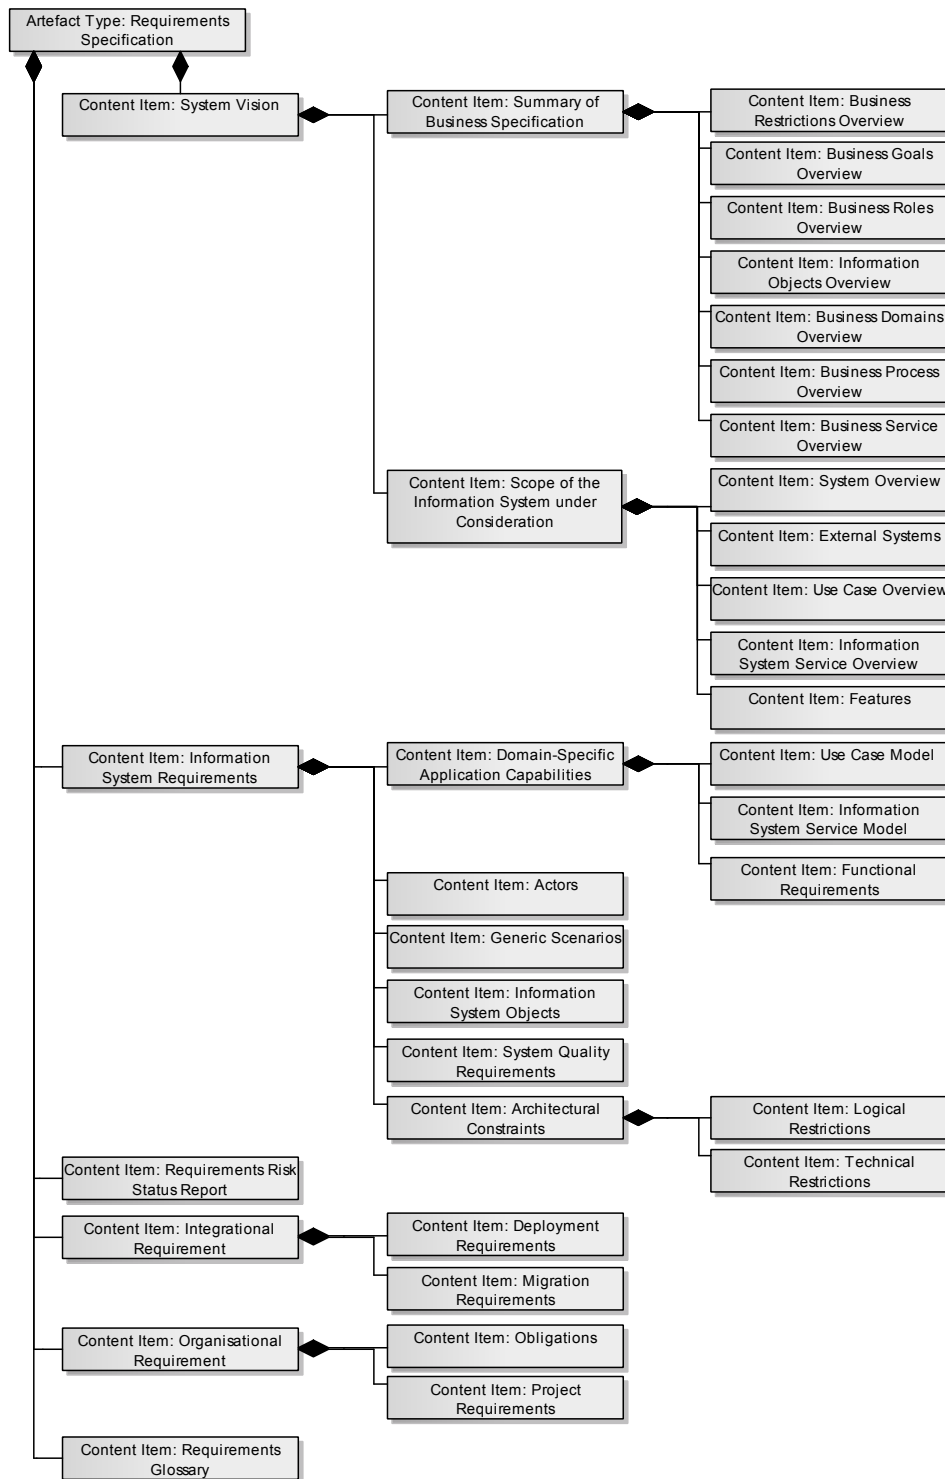 Artefact Type: Requirements
Specification
Content Item: System Vision
Content Item: Summary of
Business Specification
Content Item: Business
Restrictions Overview
Content Item: Business Goals
Overview
Content Item: Business Roles
Overview
Content Item: Information
Objects Overview
Content Item: Business Domains
Overview
Content Item: Business Process
Overview
Content Item: Business Service
Overview
Content Item: Scope of the
Information System under
Consideration
Content Item: System Overview
Content Item: External Systems
Content Item: Use Case Overview
Content Item: Information
System Service Overview
Content Item: Features
Content Item: Information
System Requirements
Content Item: Domain-Specific
Application Capabilities
Content Item: Use Case Model
Content Item: Information
System Service Model
Content Item: Functional
Requirements
Content Item: Actors
Content Item: Generic Scenarios
Content Item: Information
System Objects
Content Item: System Quality
Requirements
Content Item: Architectural
Constraints
Content Item: Logical
Restrictions
Content Item: Technical
Restrictions
Content Item: Requirements Risk
Status Report
Content Item: Integrational
Requirement
Content Item: Deployment
Requirements
Content Item: Migration
Requirements
Content Item: Organisational
Requirement
Content Item: Obligations
Content Item: Project
Requirements
Content Item: Requirements
Glossary